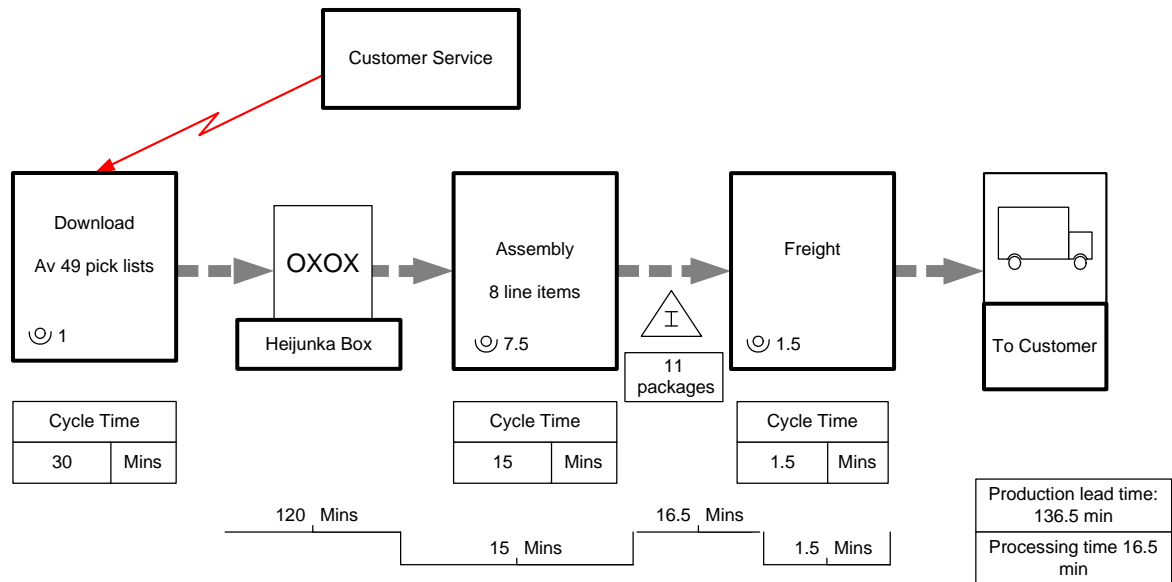 Customer Service
Download
Av 49 pick lists
1
OXOX
Heijunka Box
Assembly
8 line items
7.5
I
11
packages
Freight
1.5
To Customer
Cycle Time
30 Mins
Cycle Time
15 Mins
Cycle Time
1.5 Mins
120 Mins
15 Mins
16.5 Mins
1.5 Mins
Production lead time:
136.5 min
Processing time 16.5
min